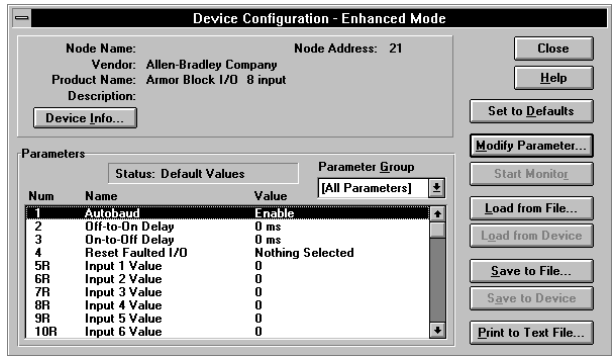 Device Configuration - Enhanced Mode
Node Name: Node Address: 21
Vendor: Allen-Bradley Company
Product Name: Armor Block I/O 8 input
Description:
Device Info...
Close
Help
Set to Defaults
Modify Parameter...
Start Monitor
Load from File...
Load from Device
Save to File...
Save to Device
Print to Text File...
Parameters
Status: Default Values
Parameter Group
[All Parameters]
Num Name Value
1 Autobaud Enable
2 Off-to-On Delay 0 ms
3 On-to-Off Delay 0 ms
4 Reset Faulted I/O Nothing Selected
5R Input 1 Value 0
6R Input 2 Value 0
7R Input 3 Value 0
8R Input 4 Value 0
9R Input 5 Value 0
10R Input 6 Value 0